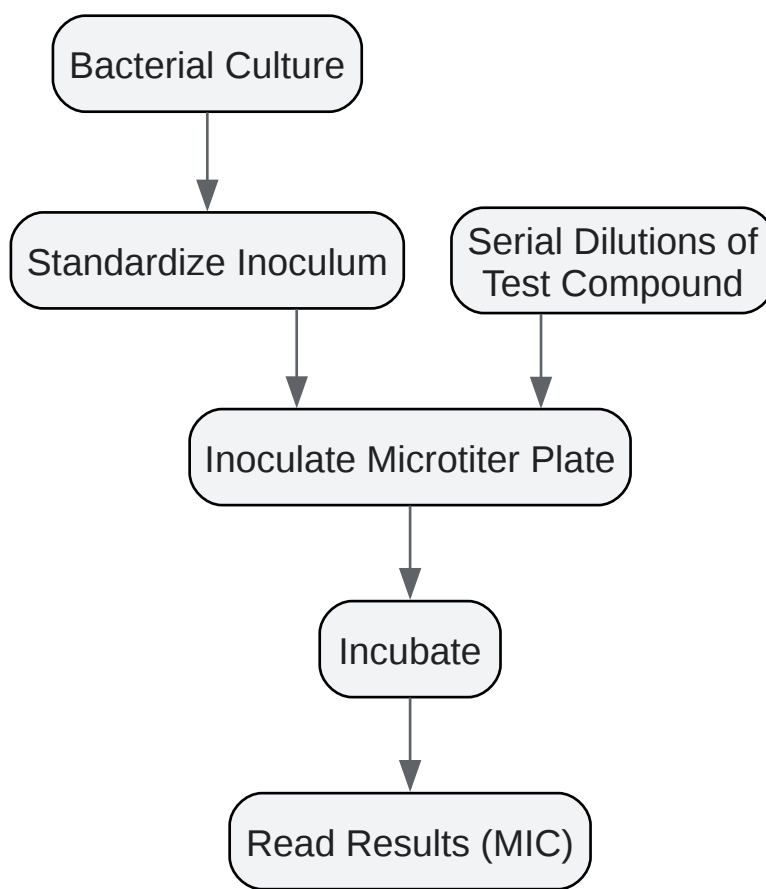 Bacterial Culture
Standardize Inoculum
Serial Dilutions of
Test Compound
Inoculate Microtiter Plate
Incubate
Read Results (MIC)